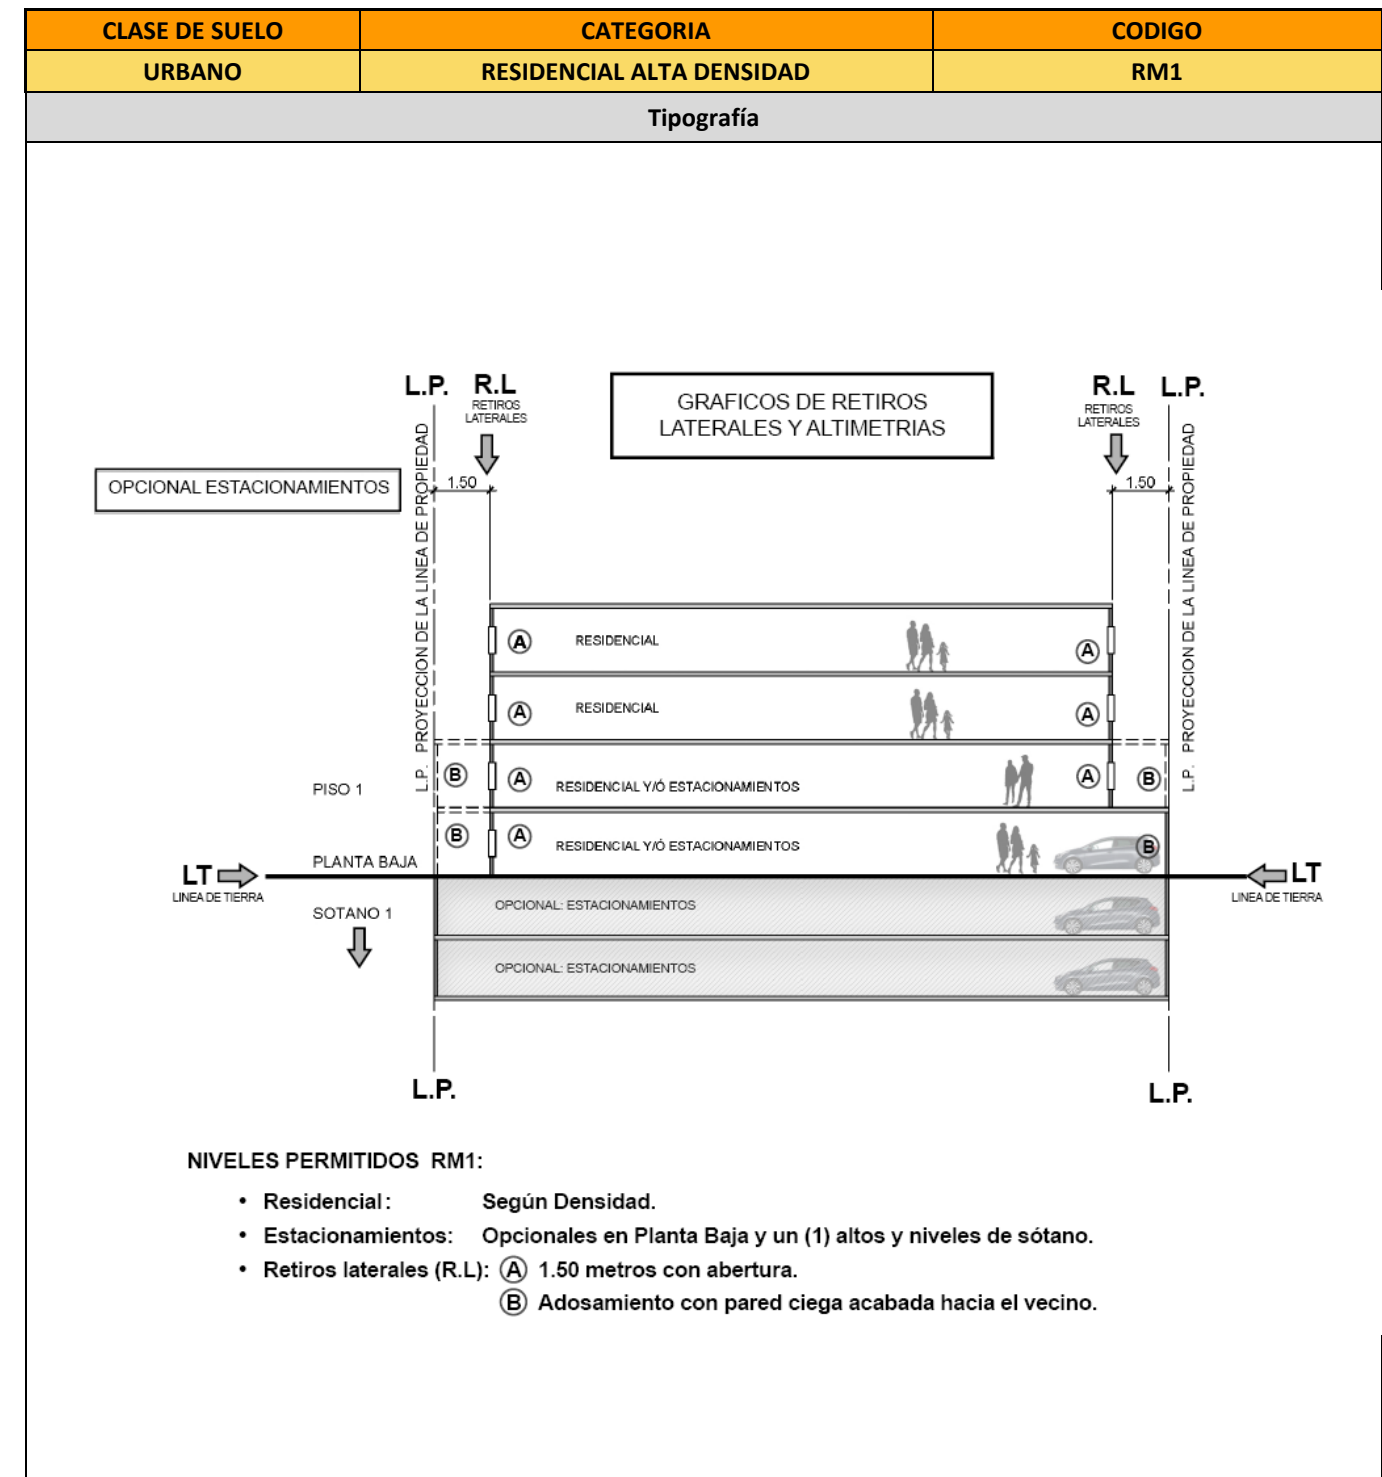 CLASE DE SUELO CATEGORIA CODIGO
URBANO RESIDENCIAL ALTA DENSIDAD RM1
Tipografía
L.P. R.L R.L L.P.
RETIROS
LATERALES
RETIROS
LATERALES
GRAFICOS DE RETIROS
LATERALES Y ALTIMETRIAS
OPCIONAL ESTACIONAMIENTOS
1.50
1.50
L.P. PROYECCION DE LA LINEA DE PROPIEDAD
L.P. PROYECCION DE LA LINEA DE PROPIEDAD
A RESIDENCIAL A
A RESIDENCIAL A
PISO 1 B A RESIDENCIAL Y/Ó ESTACIONAMIENTOS A B
PLANTA BAJA B A RESIDENCIAL Y/Ó ESTACIONAMIENTOS B
LT LT
LINEA DE TIERRA LINEA DE TIERRA
SOTANO 1 OPCIONAL: ESTACIONAMIENTOS
OPCIONAL: ESTACIONAMIENTOS
L.P. L.P.
NIVELES PERMITIDOS RM1:
• Residencial: Según Densidad.
• Estacionamientos: Opcionales en Planta Baja y un (1) altos y niveles de sótano.
• Retiros laterales (R.L): A 1.50 metros con abertura.
B Adosamiento con pared ciega acabada hacia el vecino.